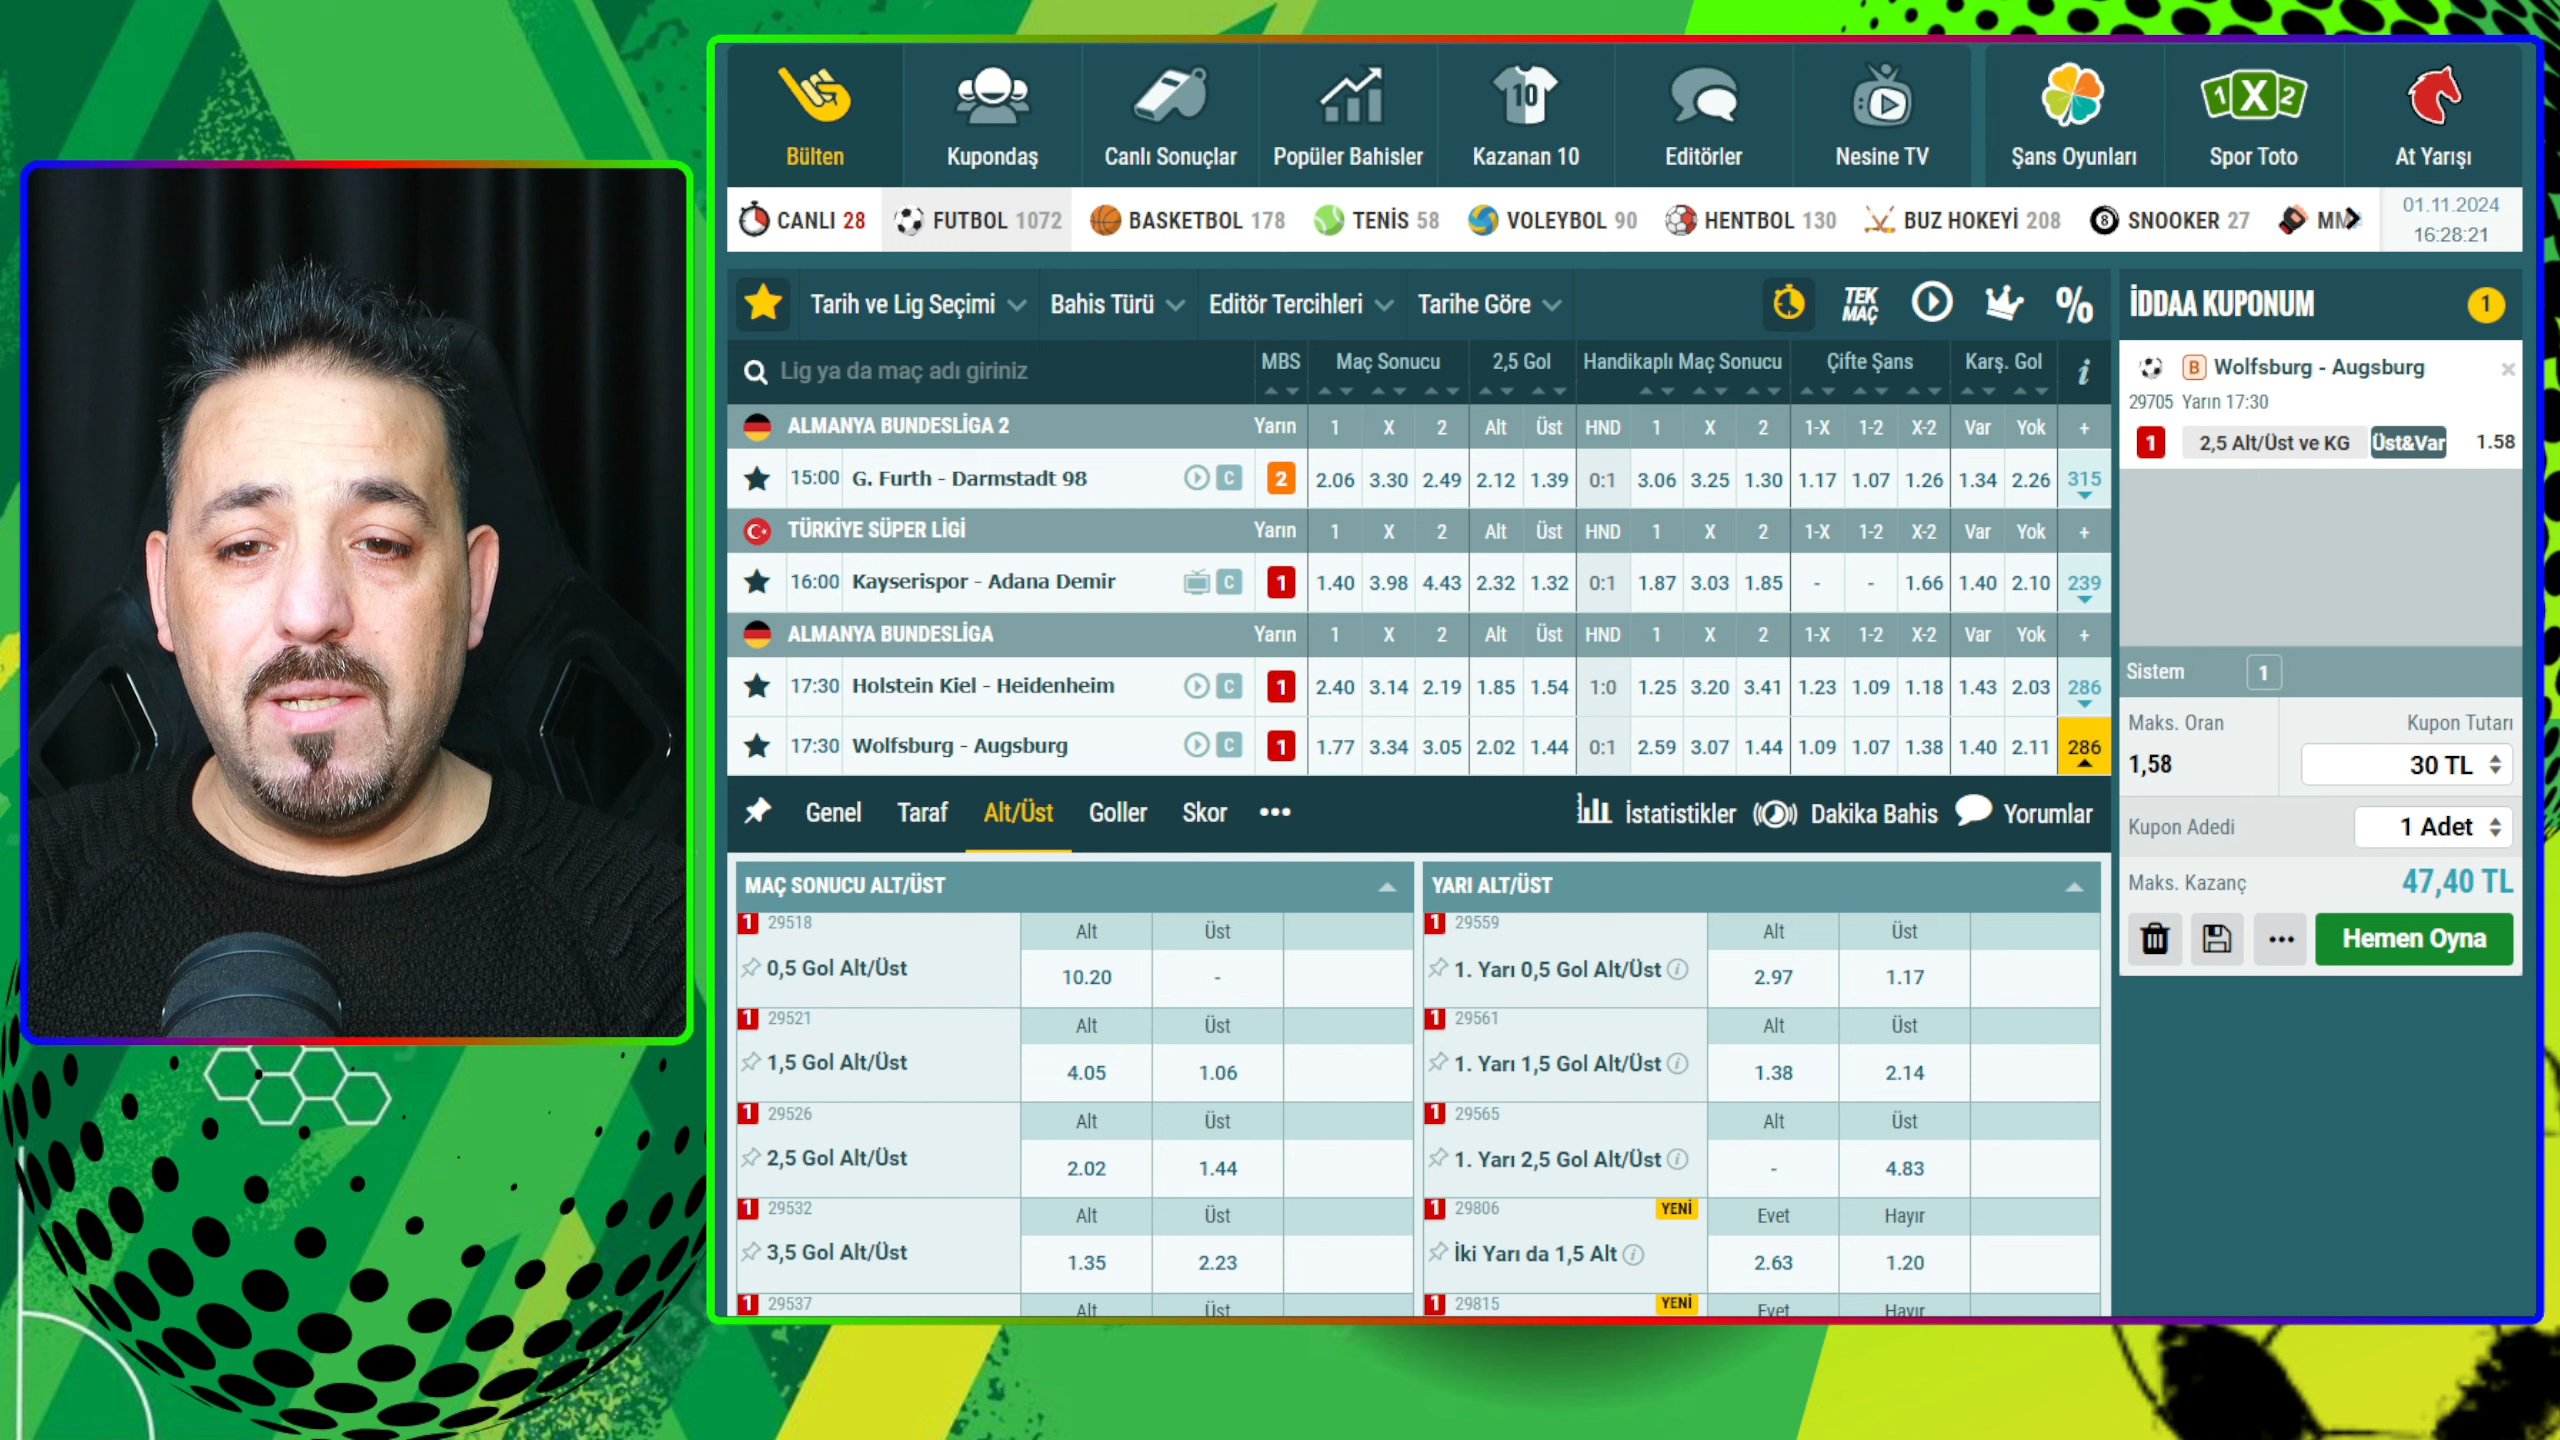 Bülten Kupondaş Canlı Sonuçlar Popüler Bahisler Kazanan 10 Editörler Nesine TV Şans Oyunları Spor Toto At Yarışı
10
1 X 2
CANLI 28 FUTBOL 1072 BASKETBOL 178 TENİS 58 VOLEYBOL 90 HENTBOL 130 BUZ HOKEYİ 208 SNOOKER 27
01.11.2024
16:28:21
Tarih ve Lig Seçimi Bahis Türü Editör Tercihleri Tarihe Göre TEK MAÇ %
Lig ya da maç adı giriniz MBS Maç Sonucu 2,5 Gol Handikaplı Maç Sonucu Çifte Şans Karş. Gol i
ALMANYA BUNDESLİGA 2 Yarın 1 X 2 Alt Üst HND 1 X 2 1-X 1-2 X-2 Var Yok +
15:00 G. Furth - Darmstadt 98 C 2 2.06 3.30 2.49 2.12 1.39 0:1 3.06 3.25 1.30 1.17 1.07 1.26 1.34 2.26 315
TÜRKİYE SÜPER LİGİ Yarın 1 X 2 Alt Üst HND 1 X 2 1-X 1-2 X-2 Var Yok +
16:00 Kayserispor - Adana Demir C 1 1.40 3.98 4.43 2.32 1.32 0:1 1.87 3.03 1.85 - - 1.66 1.40 2.10 239
ALMANYA BUNDESLİGA Yarın 1 X 2 Alt Üst HND 1 X 2 1-X 1-2 X-2 Var Yok +
17:30 Holstein Kiel - Heidenheim C 1 2.40 3.14 2.19 1.85 1.54 1:0 1.25 3.20 3.41 1.23 1.09 1.18 1.43 2.03 286
17:30 Wolfsburg - Augsburg C 1 1.77 3.34 3.05 2.02 1.44 0:1 2.59 3.07 1.44 1.09 1.07 1.38 1.40 2.11 286
Genel Taraf Alt/Üst Goller Skor ••• İstatistikler Dakika Bahis Yorumlar
MAÇ SONUCU ALT/ÜST
1 29518 Alt Üst
0,5 Gol Alt/Üst 10.20 -
1 29521 Alt Üst
1,5 Gol Alt/Üst 4.05 1.06
1 29526 Alt Üst
2,5 Gol Alt/Üst 2.02 1.44
1 29532 Alt Üst
3,5 Gol Alt/Üst 1.35 2.23
1 29537 Alt Üst
YARI ALT/ÜST
1 29559 Alt Üst
1. Yarı 0,5 Gol Alt/Üst 2.97 1.17
1 29561 Alt Üst
1. Yarı 1,5 Gol Alt/Üst 1.38 2.14
1 29565 Alt Üst
1. Yarı 2,5 Gol Alt/Üst - 4.83
1 29806 YENİ Evet Hayır
İki Yarı da 1,5 Alt 2.63 1.20
1 29815 YENİ Evet Hayır
İDDAA KUPONUM 1
B Wolfsburg - Augsburg ×
29705 Yarın 17:30
1 2,5 Alt/Üst ve KG Üst&Var 1.58
Sistem 1
Maks. Oran Kupon Tutarı
1,58 30 TL
Kupon Adedi 1 Adet
Maks. Kazanç 47,40 TL
••• Hemen Oyna